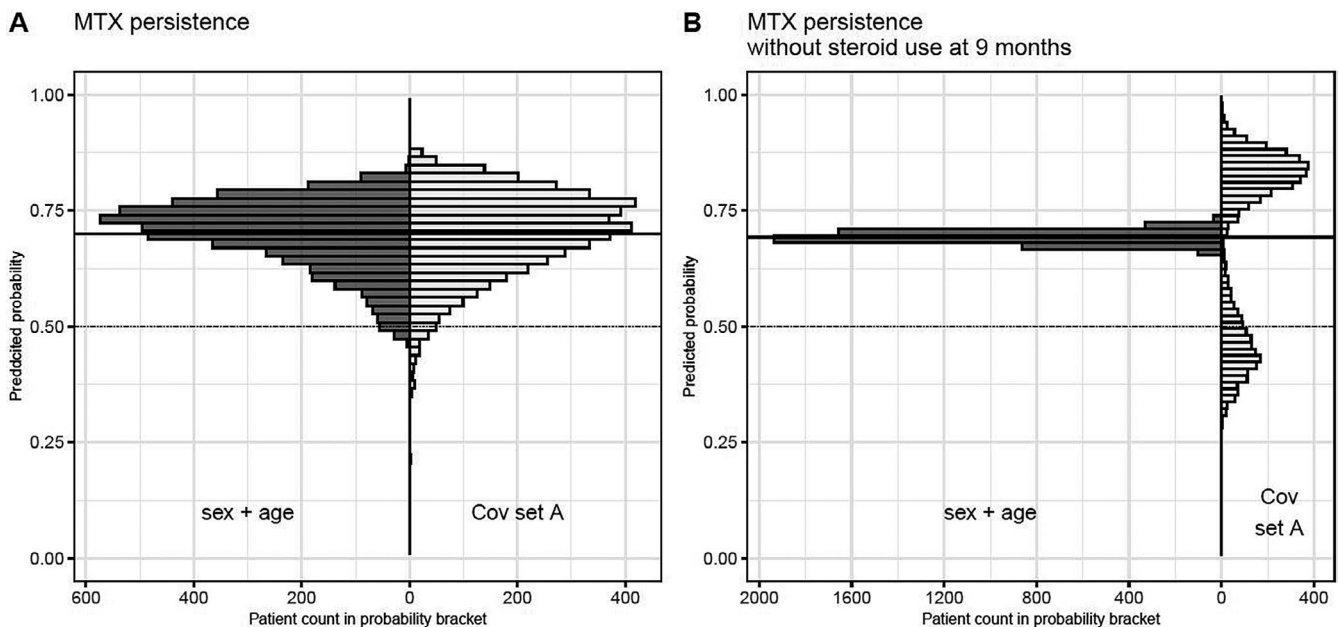 A MTX persistence
1.00
0.75
0.50
0.25
0.00
Preddcited probability
sex + age
Cov set A
600 400 200 0 200 400
Patient count in probability bracket
B MTX persistence
without steroid use at 9 months
1.00
0.75
0.50
0.25
0.00
Predicted probability
sex + age
Cov
set A
2000 1600 1200 800 400 0 400
Patient count in probability bracket